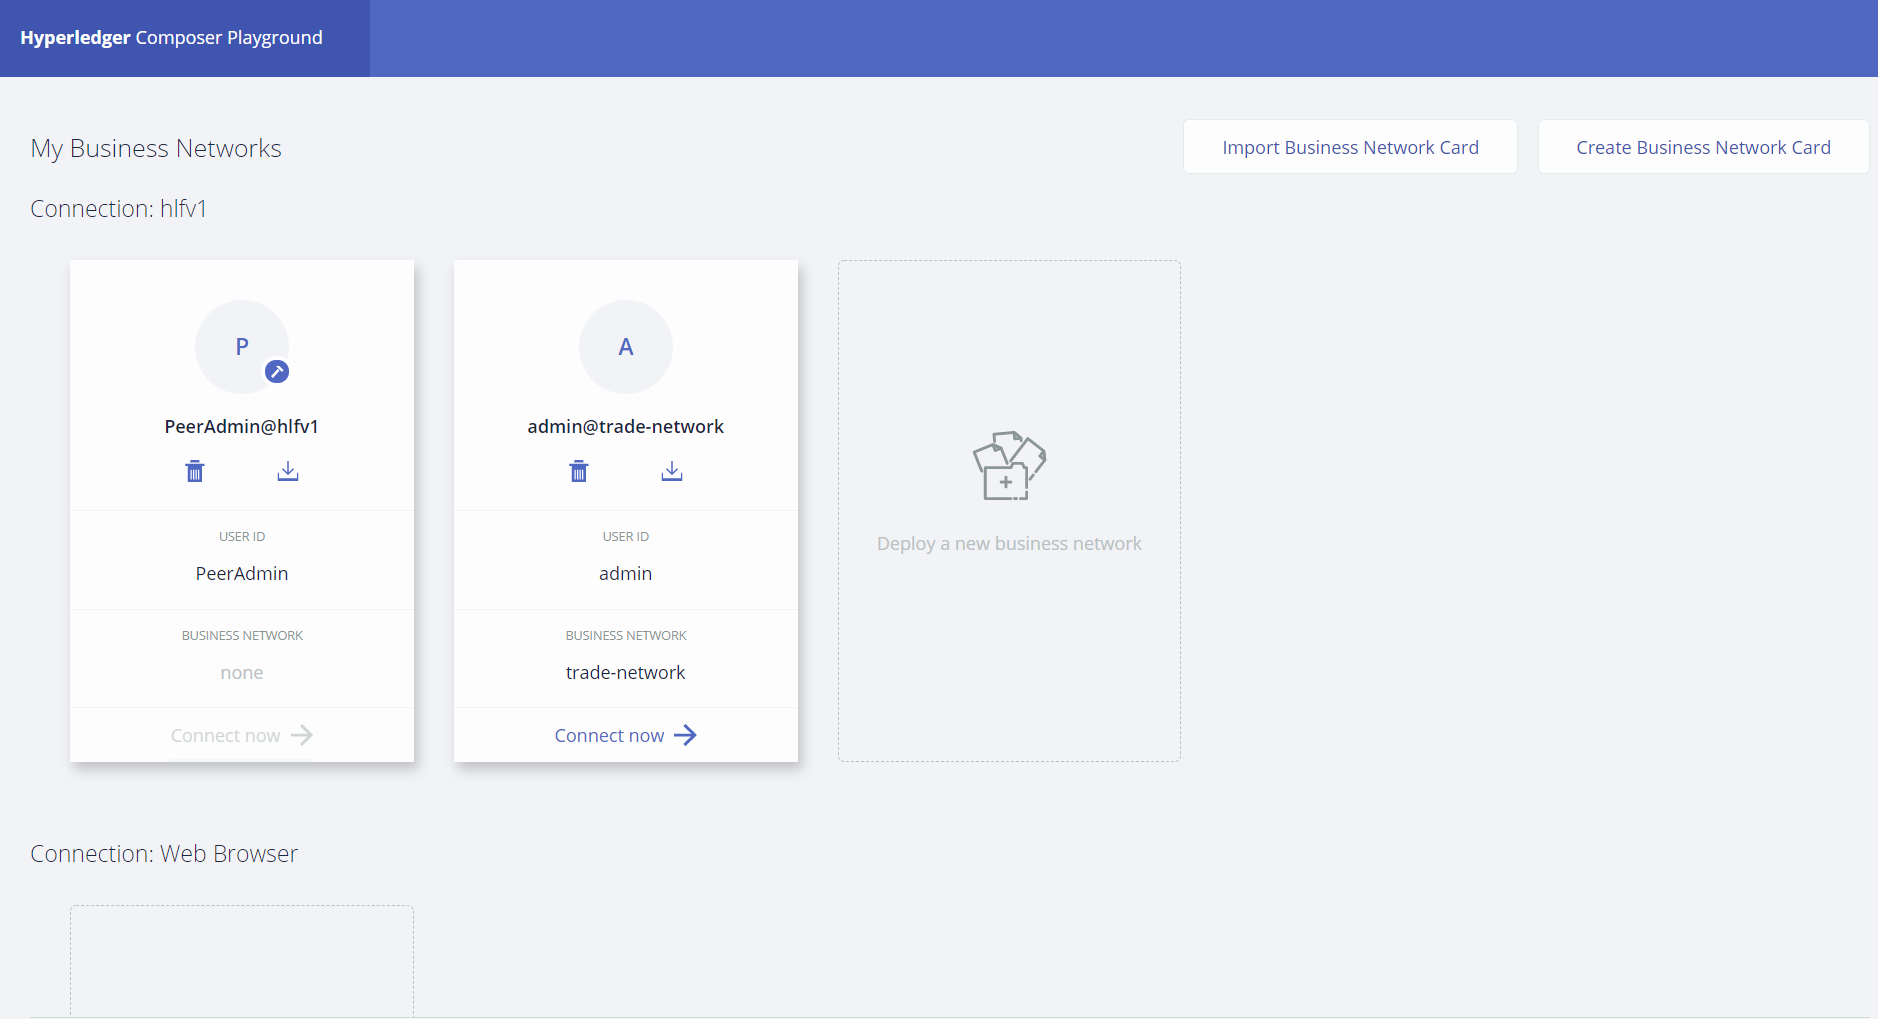 Hyperledger Composer Playground
My Business Networks
Import Business Network Card
Create Business Network Card
Connection: hlfv1
P
PeerAdmin@hlfv1
USER ID
PeerAdmin
BUSINESS NETWORK
none
Connect now
A
admin@trade-network
USER ID
admin
BUSINESS NETWORK
trade-network
Connect now
Deploy a new business network
Connection: Web Browser